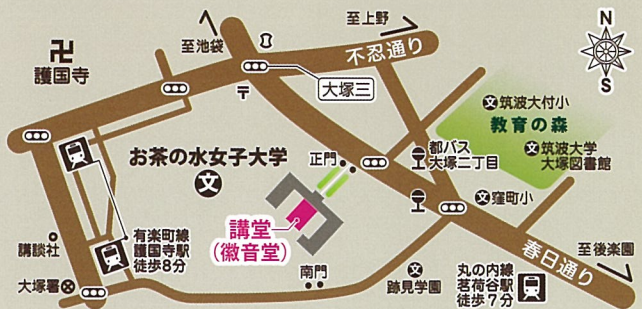 至池袋
至上野
不忍通り
N
S
護国寺
大塚三
〒
文筑波大付小
教育の森
文筑波大学
大塚図書館
お茶の水女子大学
文
正門
都バス
大塚二丁目
文窪町小
講堂
(徽音堂)
講談社
有楽町線
護国寺駅
徒歩8分
大塚署
南門
文
跡見学園
丸の内線
茗荷谷駅
徒歩7分
春日通り
至後楽園